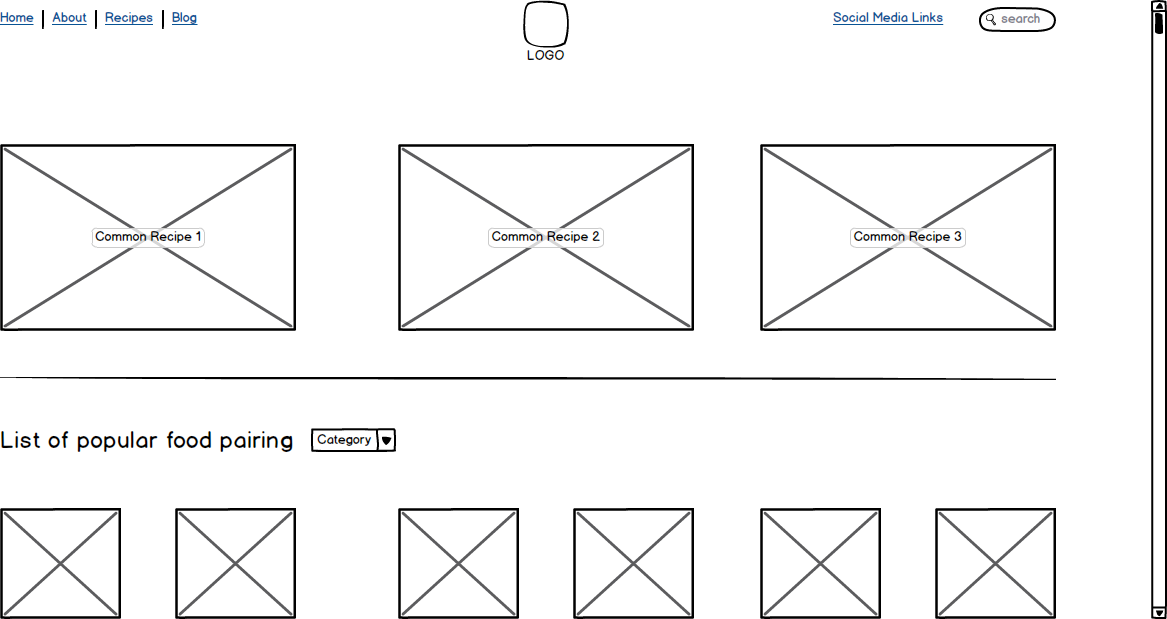 Home About Recipes Blog
LOGO
Social Media Links
search
Common Recipe 1
Common Recipe 2
Common Recipe 3
List of popular food pairing
Category